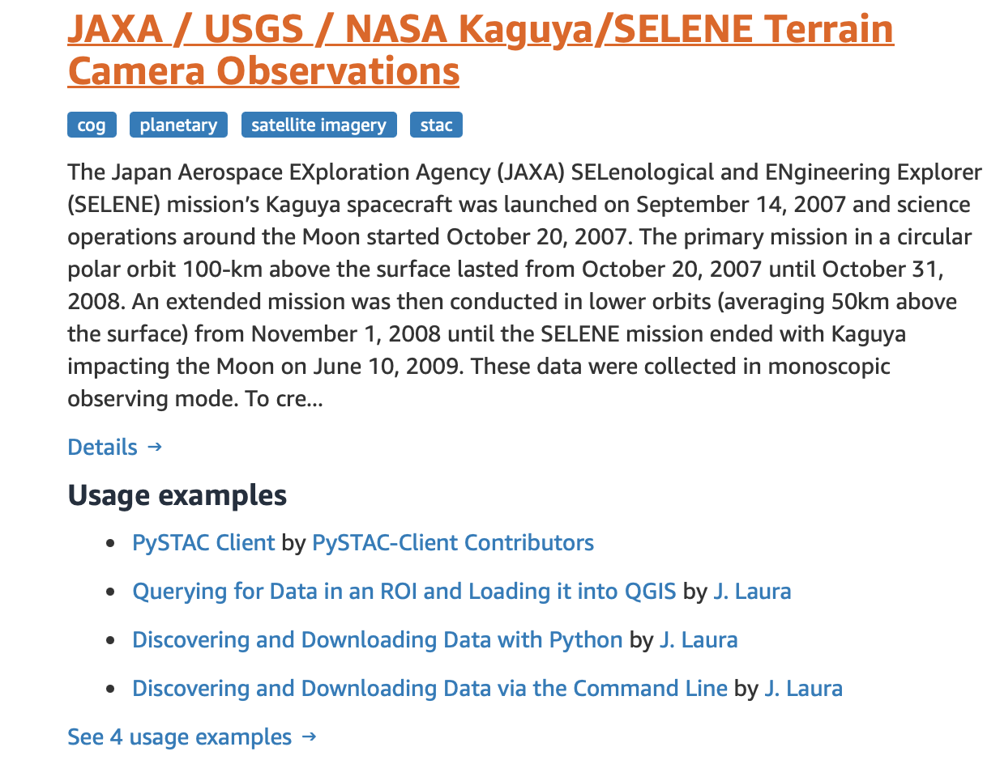 JAXA / USGS / NASA Kaguya/SELENE Terrain
Camera Observations
cog planetary satellite imagery stac
The Japan Aerospace EXploration Agency (JAXA) SELenological and ENgineering Explorer
(SELENE) mission’s Kaguya spacecraft was launched on September 14, 2007 and science
operations around the Moon started October 20, 2007. The primary mission in a circular
polar orbit 100-km above the surface lasted from October 20, 2007 until October 31,
2008. An extended mission was then conducted in lower orbits (averaging 50km above
the surface) from November 1, 2008 until the SELENE mission ended with Kaguya
impacting the Moon on June 10, 2009. These data were collected in monoscopic
observing mode. To cre...
Details →
Usage examples
• PySTAC Client by PySTAC-Client Contributors
• Querying for Data in an ROI and Loading it into QGIS by J. Laura
• Discovering and Downloading Data with Python by J. Laura
• Discovering and Downloading Data via the Command Line by J. Laura
See 4 usage examples →